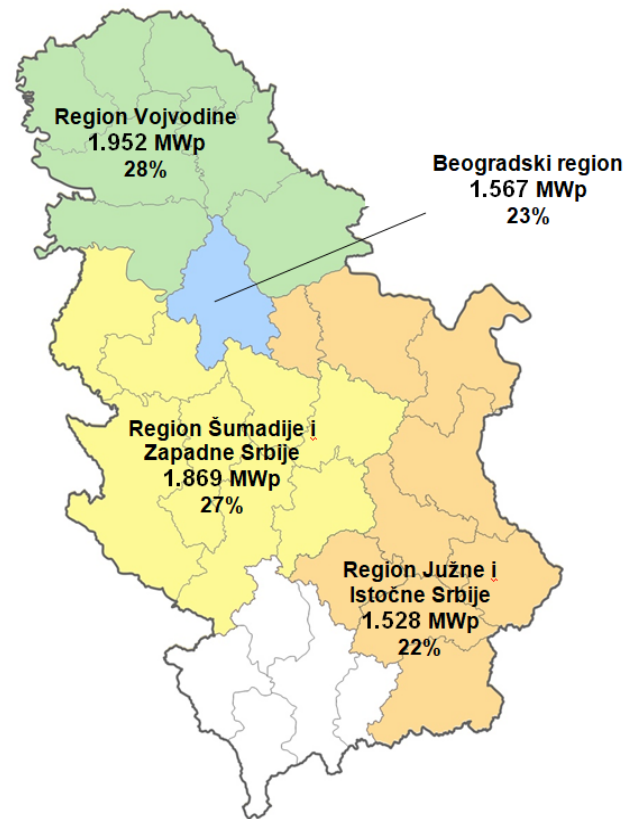 Region Vojvodine
1.952 MWp
28%
Beogradski region
1.567 MWp
23%
Region Šumadije i
Zapadne Srbije
1.869 MWp
27%
Region Južne i
Istočne Srbije
1.528 MWp
22%